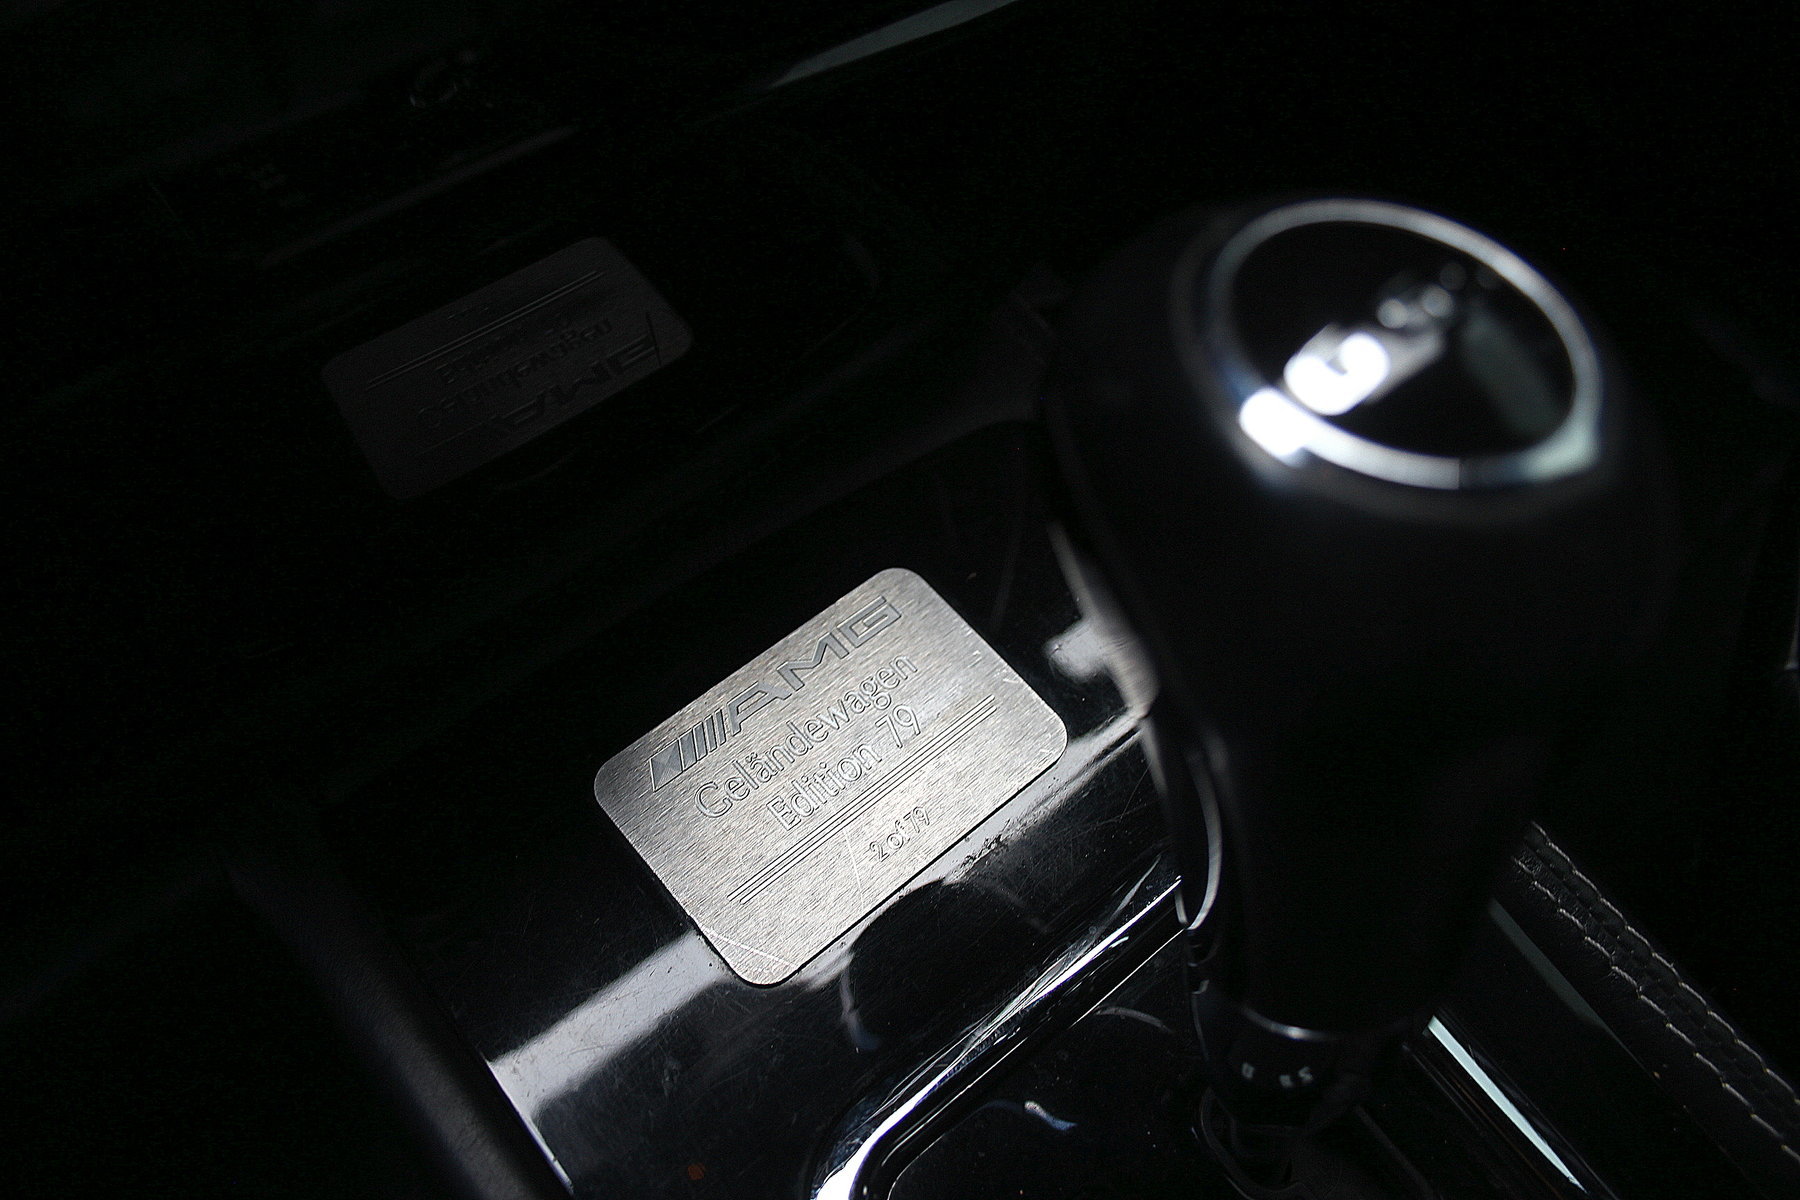 AMG
Geländewagen
Edition 79
2 of 79